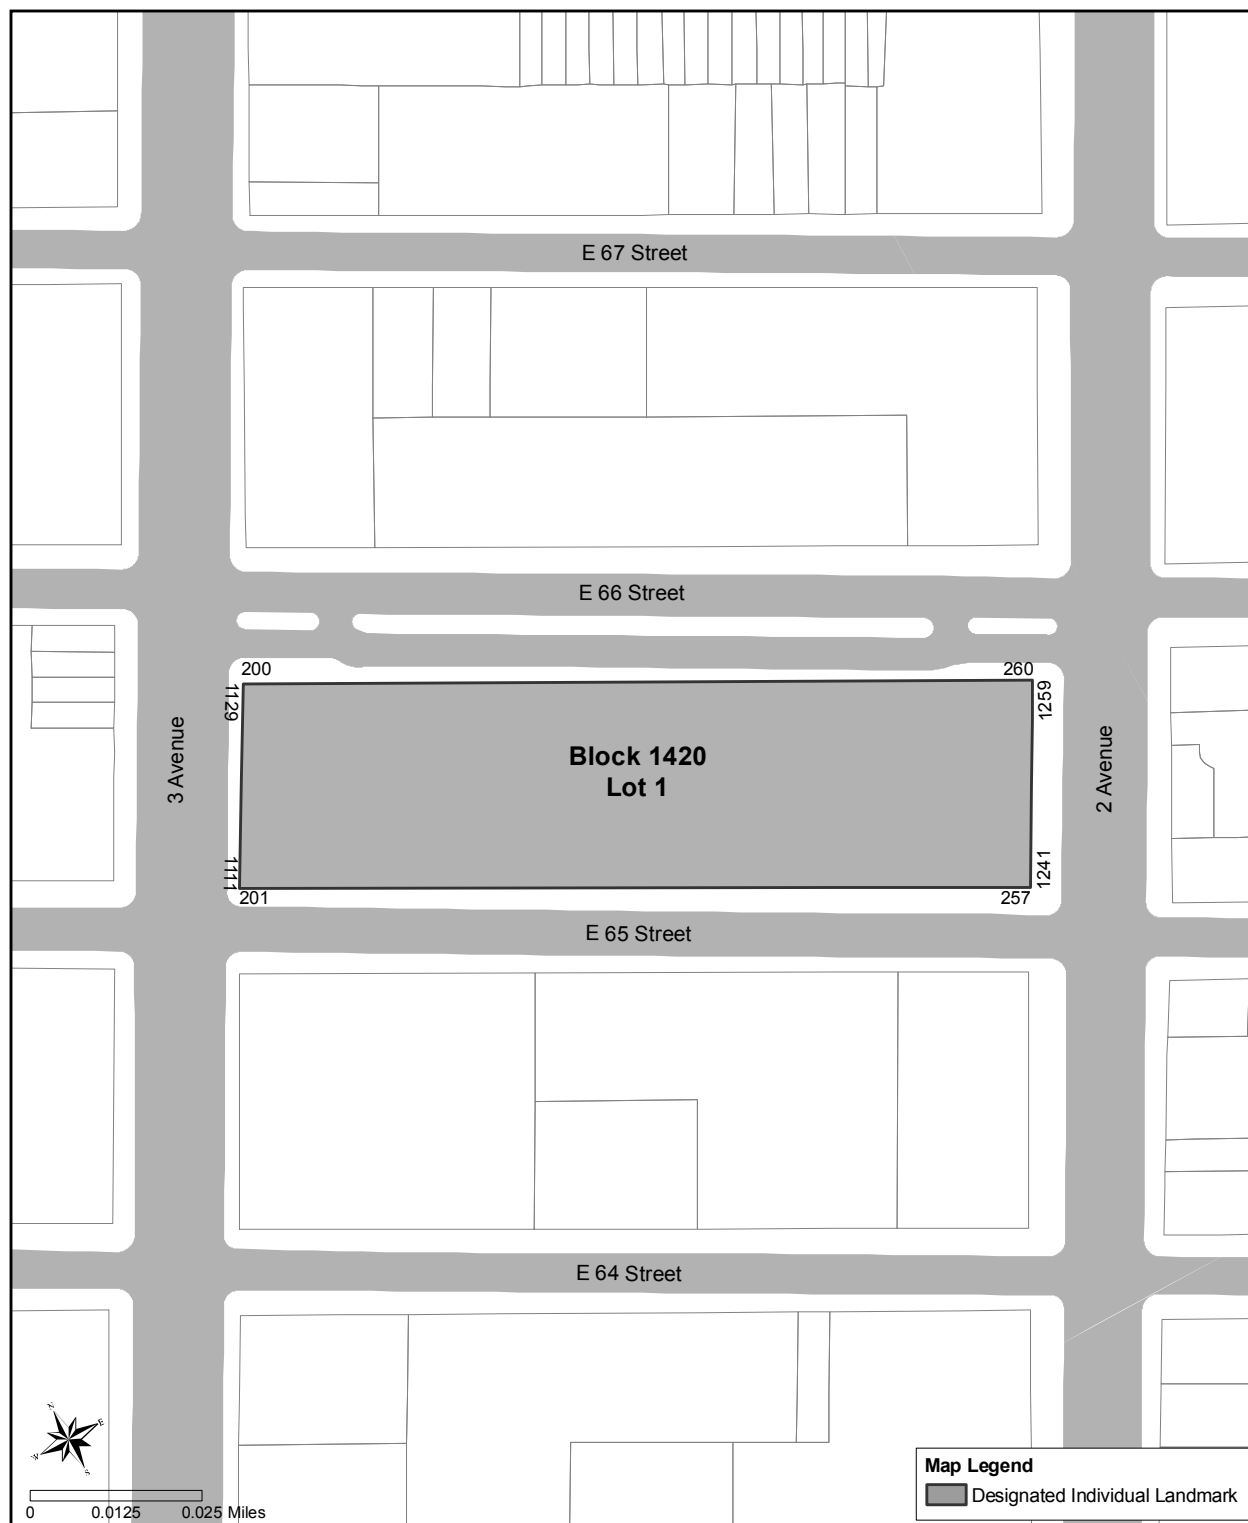 E 67 Street
E 66 Street
200
260
1129
1259
Block 1420
Lot 1
3 Avenue
2 Avenue
1111
1241
201
257
E 65 Street
E 64 Street
N
E
W
S
Map Legend
Designated Individual Landmark
0 0.0125 0.025 Miles